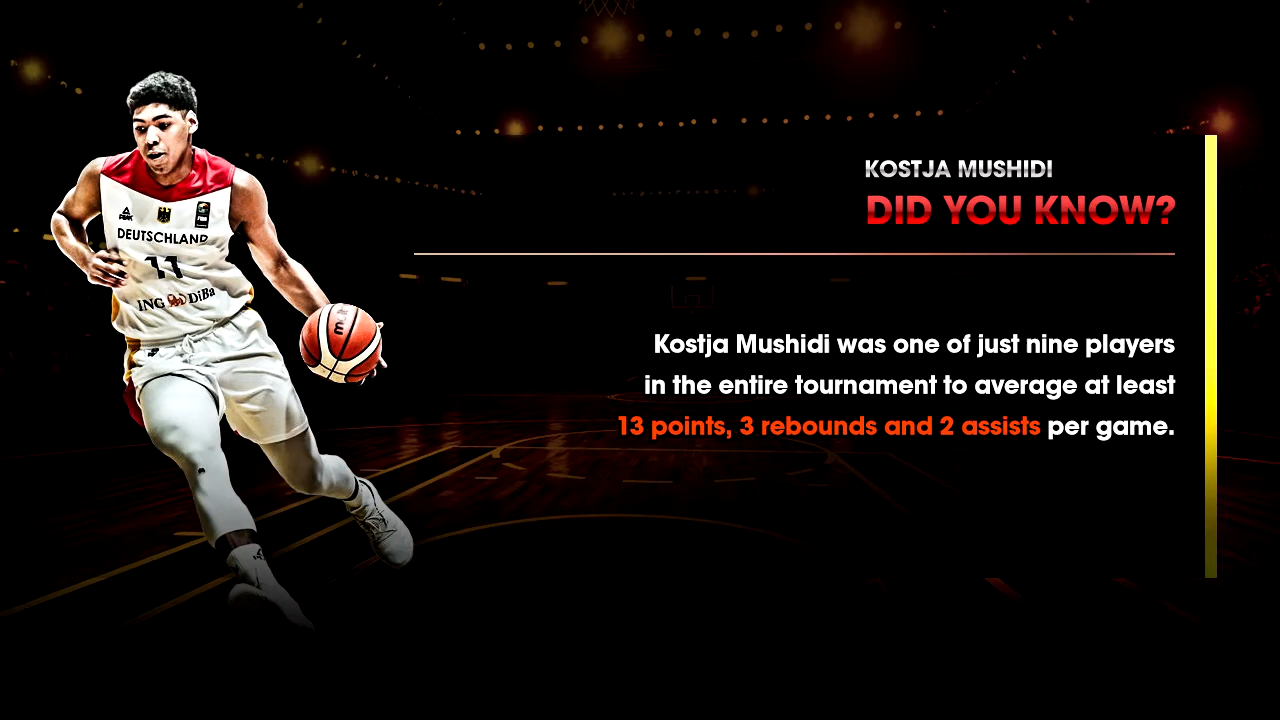 KOSTJA MUSHIDI
DID YOU KNOW?
Kostja Mushidi was one of just nine players
in the entire tournament to average at least
13 points, 3 rebounds and 2 assists per game.
PEAK
DEUTSCHLAND
11
ING DiBa